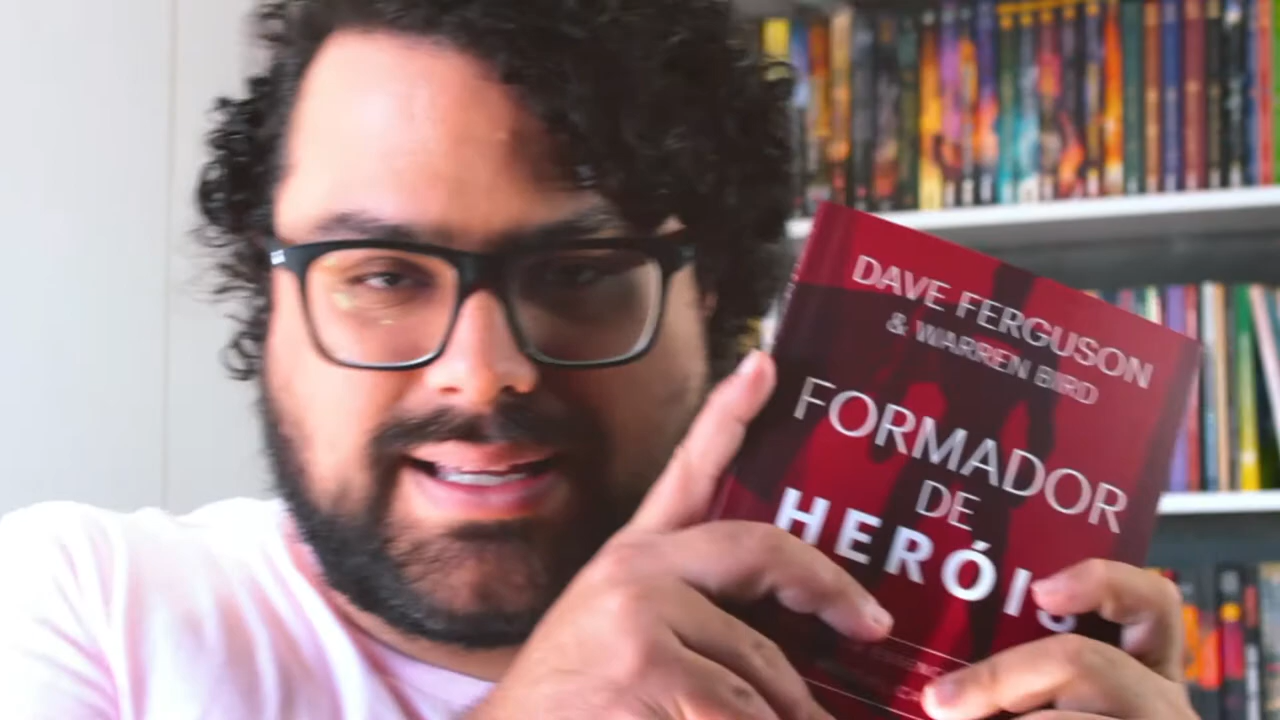 DAVE FERGUSON
& WARREN BIRD
FORMADOR
DE
HERÓIS